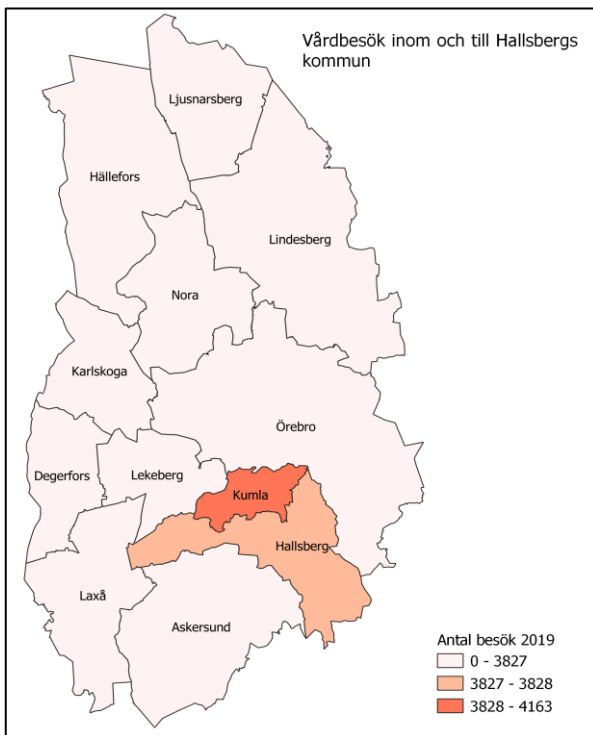 Vårdbesök inom och till Hallsbergs
kommun
Ljusnarsberg
Hällefors
Lindesberg
Nora
Karlskoga
Örebro
Degerfors
Lekeberg
Kumla
Hallsberg
Laxå
Askersund
Antal besök 2019
0 - 3827
3827 - 3828
3828 - 4163